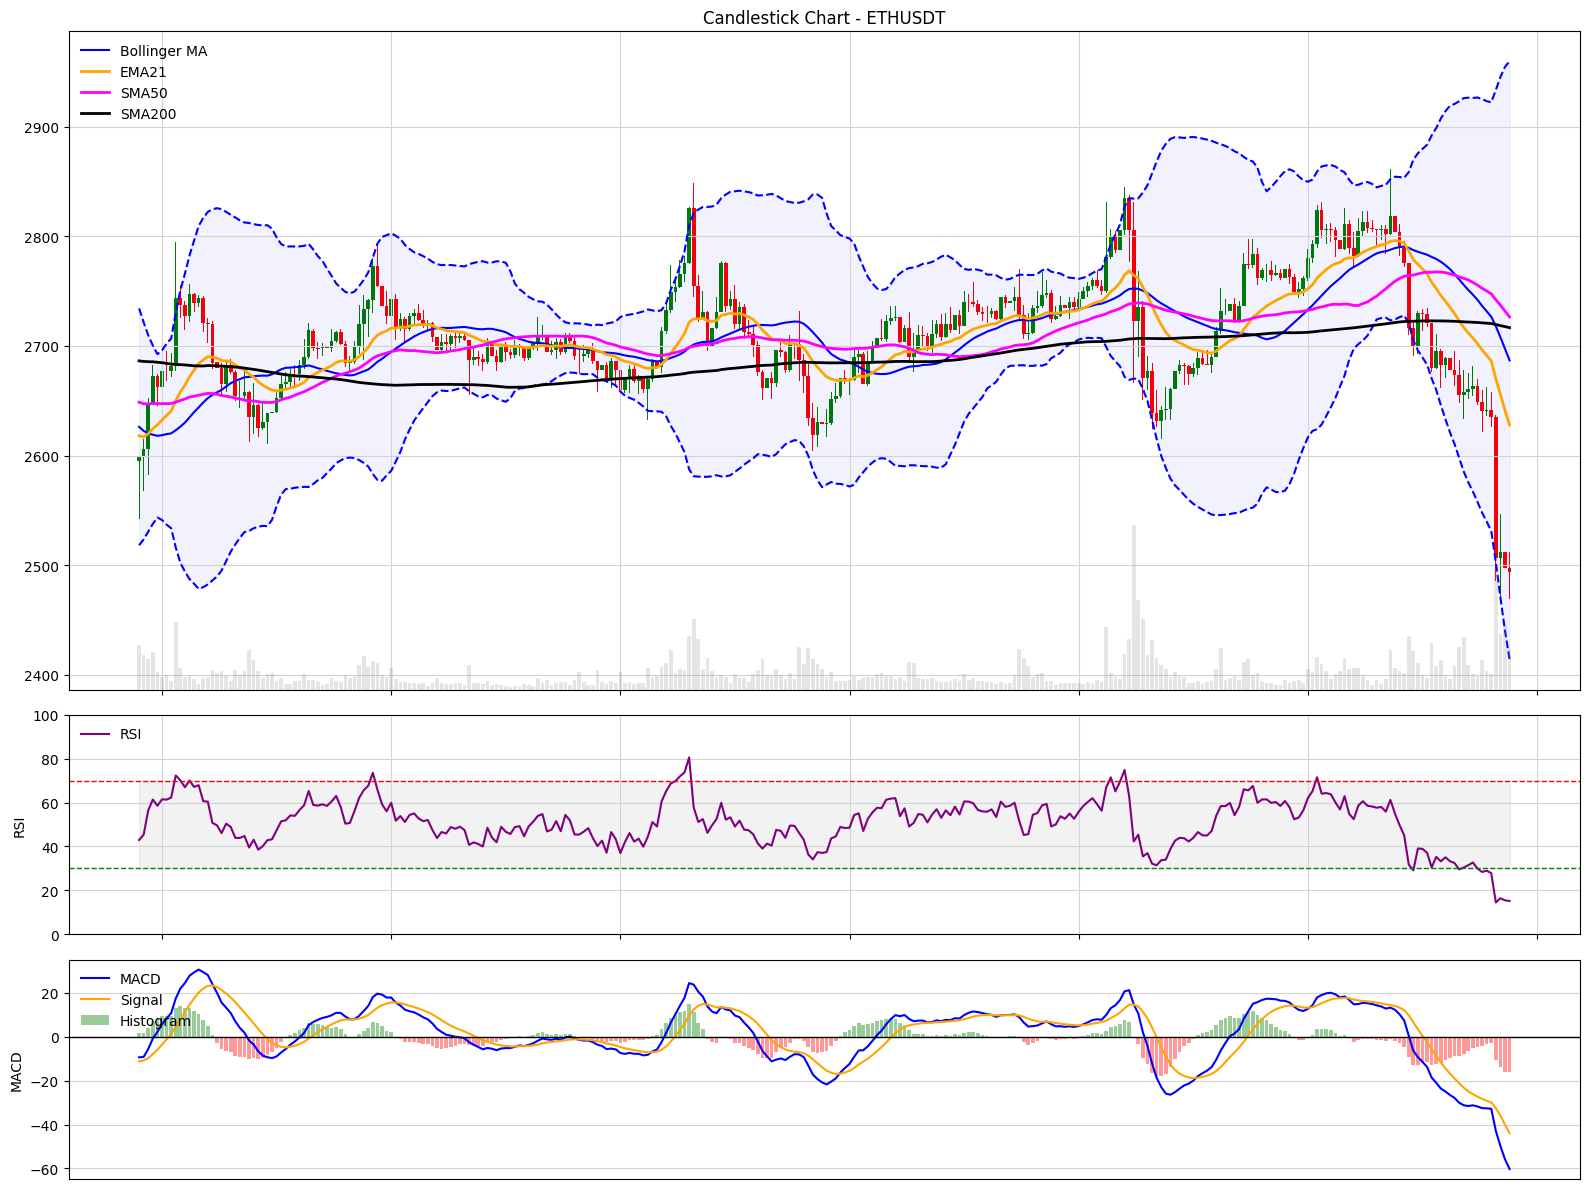 Candlestick Chart - ETHUSDT
Bollinger MA
EMA21
SMA50
SMA200
2900
2800
2700
2600
2500
2400
RSI
100
80
60
40
20
0
RSI
MACD
Signal
Histogram
20
0
−20
−40
−60
MACD